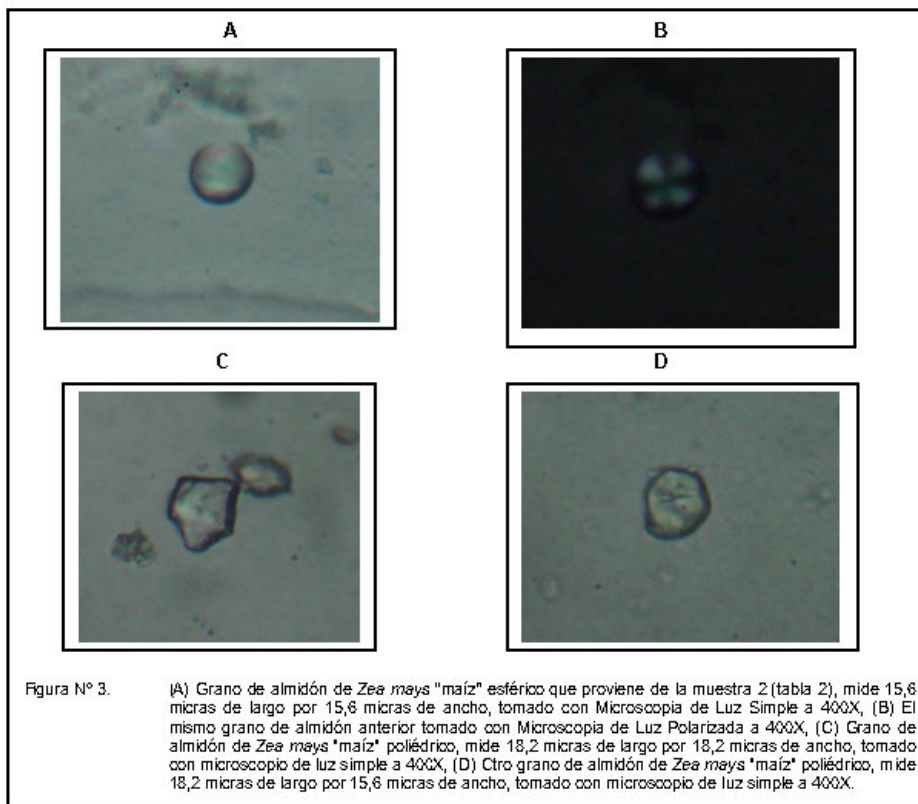 A
B
C
D
Figura Nº 3.
(A) Grano de almidón de Zea mays "maíz" esférico que proviene de la muestra 2 (tabla 2), mide 15,6
micras de largo por 15,6 micras de ancho, tomado con Microscopia de Luz Simple a 400X, (B) El
mismo grano de almidón anterior tomado con Microscopia de Luz Polarizada a 400X, (C) Grano de
almidón de Zea mays "maíz" poliédrico, mide 18,2 micras de largo por 18,2 micras de ancho, tomado
con microscopio de luz simple a 400X, (D) Otro grano de almidón de Zea mays "maíz" poliédrico, mide
18,2 micras de largo por 15,6 micras de ancho, tomado con microscopio de luz simple a 400X.